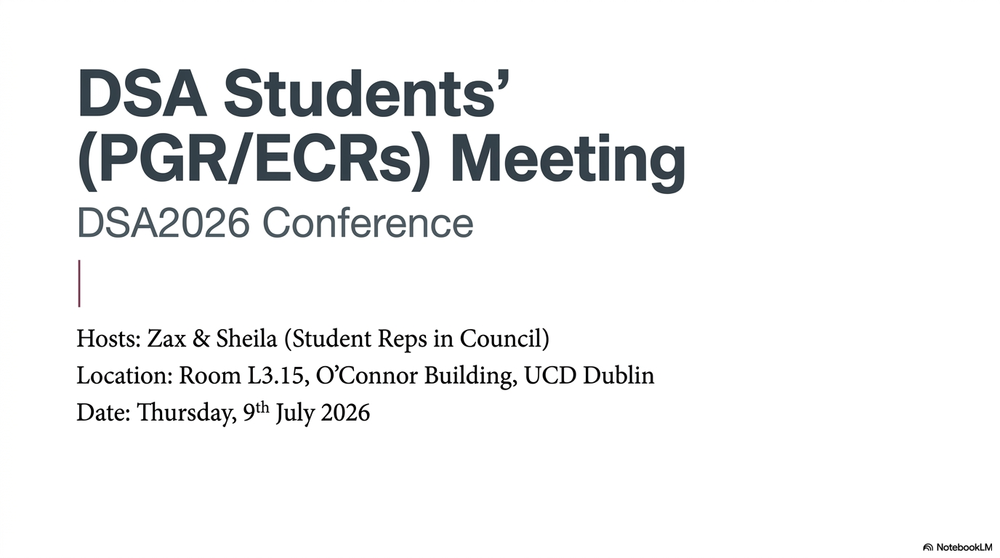 DSA Students’
(PGR/ECRs) Meeting
DSA2026 Conference
Hosts: Zax & Sheila (Student Reps in Council)
Location: Room L3.15, O’Connor Building, UCD Dublin
Date: Thursday, 9th July 2026
NotebookLM